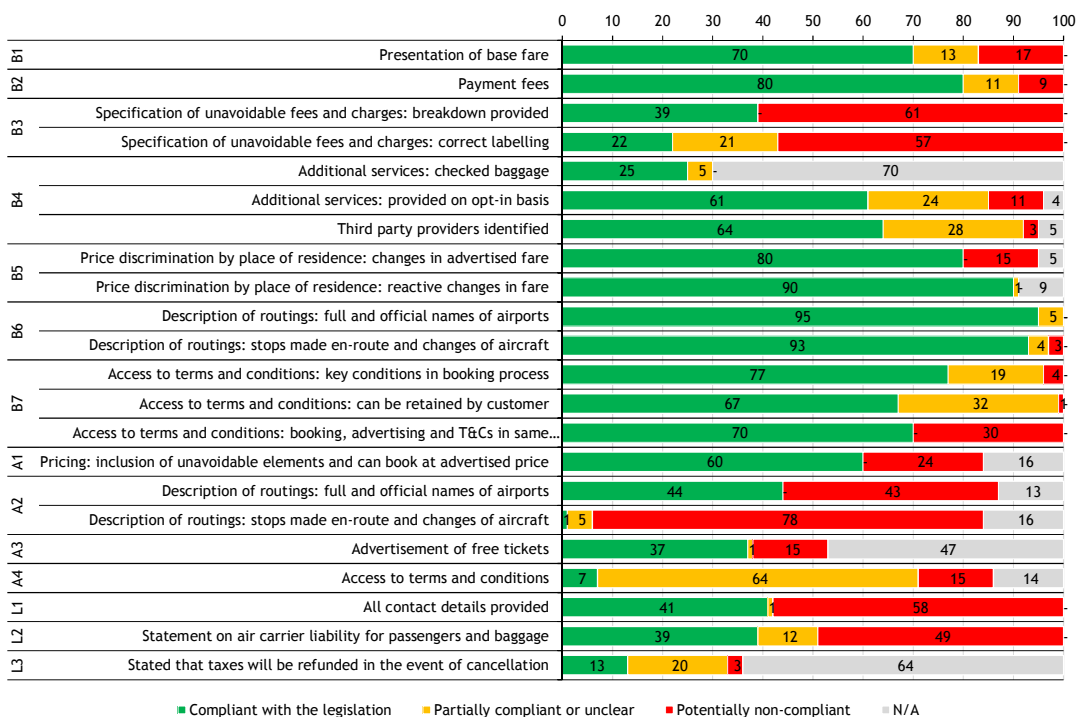 0 10 20 30 40 50 60 70 80 90 100
B1 Presentation of base fare 70 13 17 -
B2 Payment fees 80 11 9 -
B3 Specification of unavoidable fees and charges: breakdown provided 39 - 61 -
Specification of unavoidable fees and charges: correct labelling 22 21 57 -
B4 Additional services: checked baggage 25 5 - 70
Additional services: provided on opt-in basis 61 24 11 4
Third party providers identified 64 28 3 5
B5 Price discrimination by place of residence: changes in advertised fare 80 - 15 5
Price discrimination by place of residence: reactive changes in fare 90 1 - 9
B6 Description of routings: full and official names of airports 95 5 -
Description of routings: stops made en-route and changes of aircraft 93 4 3 -
B7 Access to terms and conditions: key conditions in booking process 77 19 4 -
Access to terms and conditions: can be retained by customer 67 32 1 -
Access to terms and conditions: booking, advertising and T&Cs in same... 70 - 30 -
A1 Pricing: inclusion of unavoidable elements and can book at advertised price 60 - 24 16
A2 Description of routings: full and official names of airports 44 - 43 13
Description of routings: stops made en-route and changes of aircraft 1 5 78 16
A3 Advertisement of free tickets 37 1 15 47
A4 Access to terms and conditions 7 64 15 14
L1 All contact details provided 41 1 58 -
L2 Statement on air carrier liability for passengers and baggage 39 12 49 -
L3 Stated that taxes will be refunded in the event of cancellation 13 20 3 64
Compliant with the legislation Partially compliant or unclear Potentially non-compliant N/A